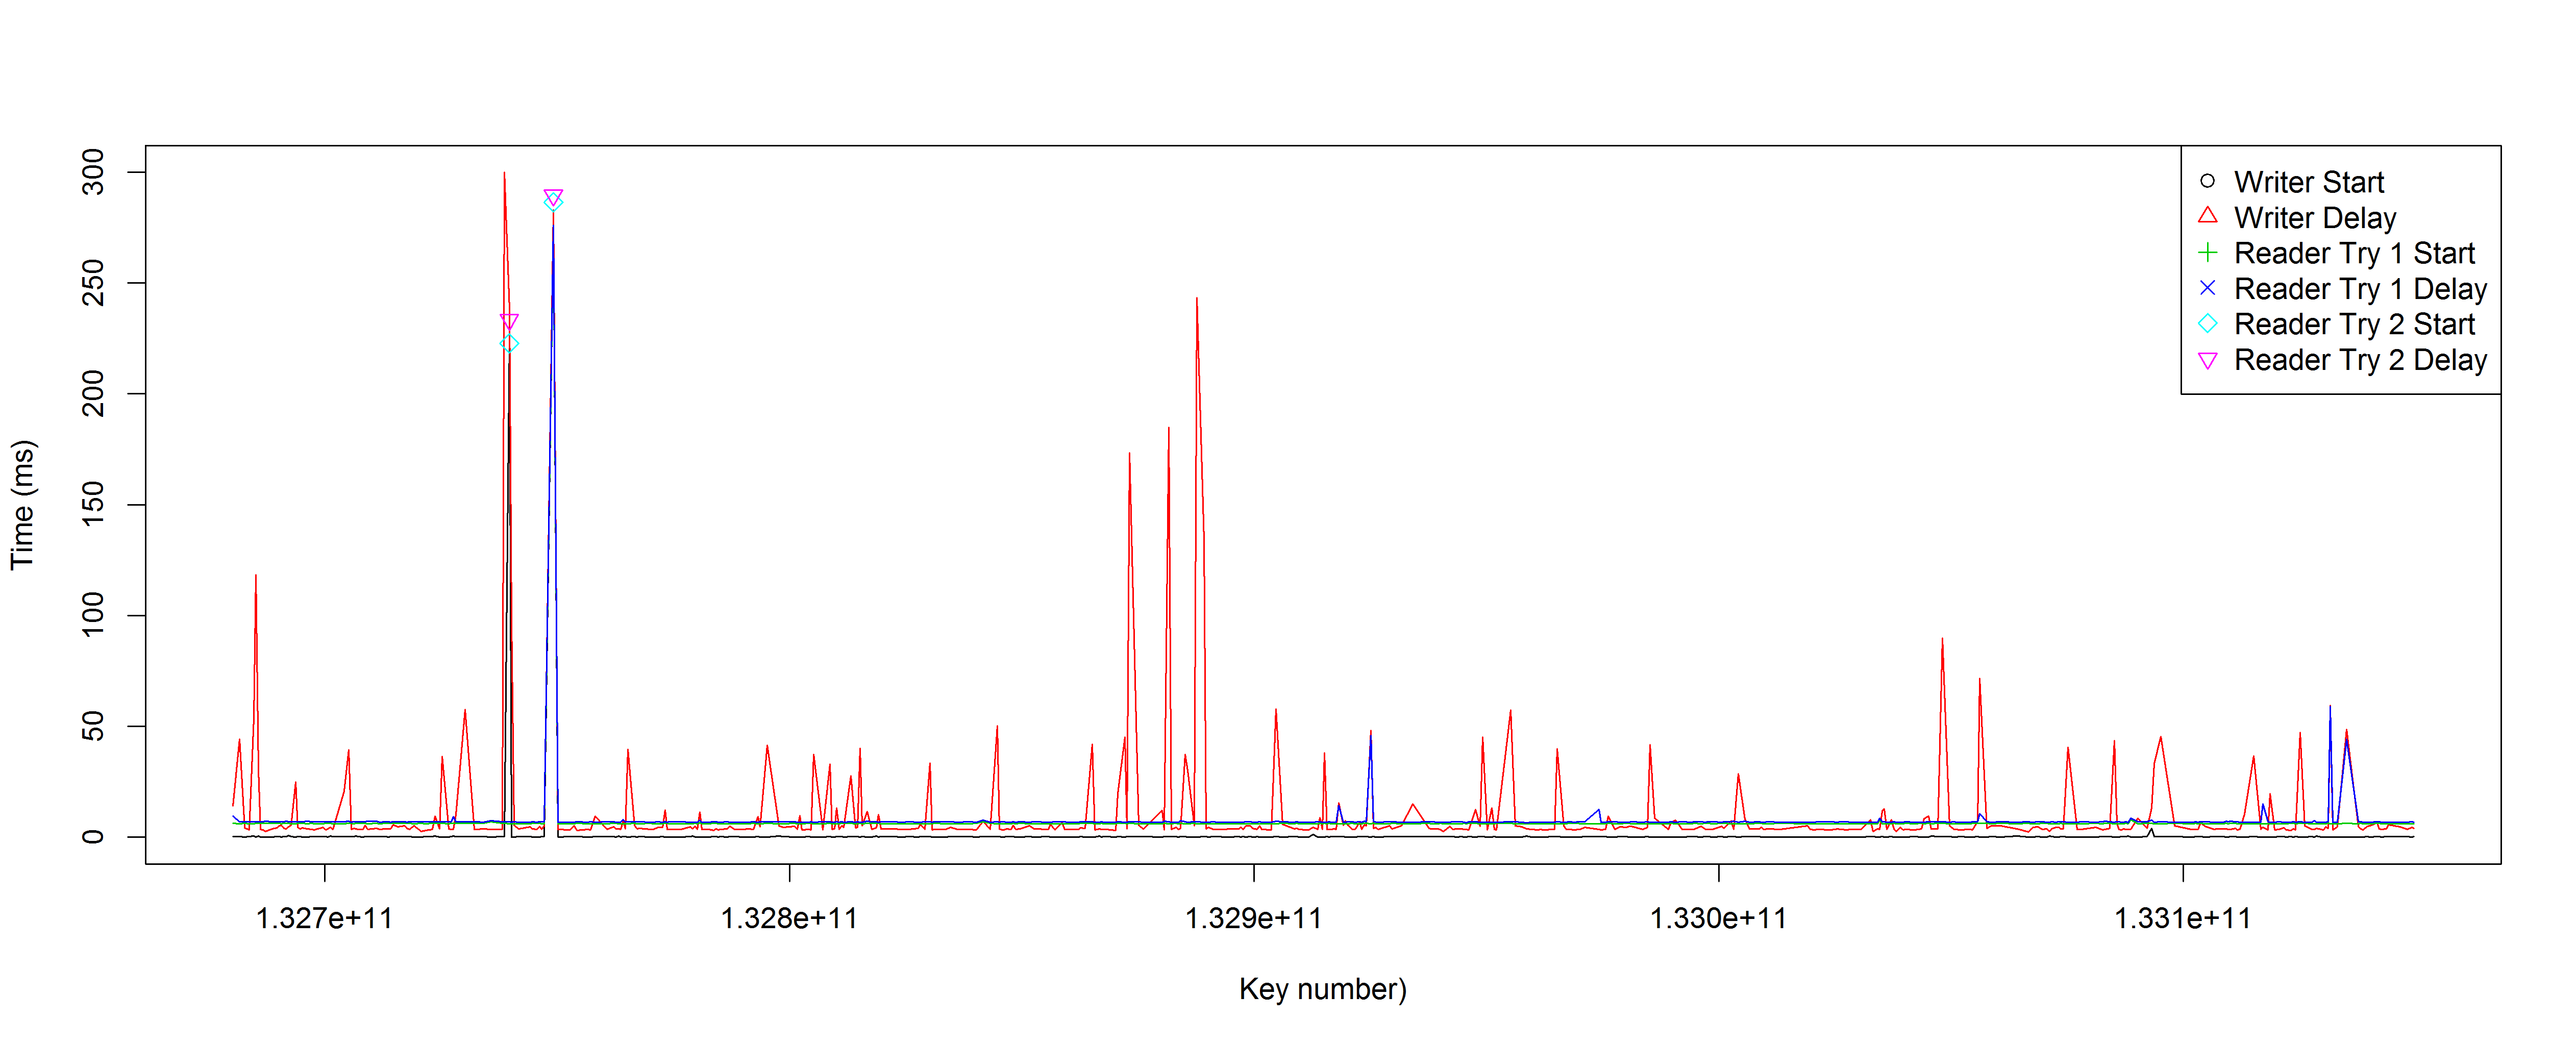 300
250
200
150
100
50
0
Time (ms)
Writer Start
Writer Delay
Reader Try 1 Start
Reader Try 1 Delay
Reader Try 2 Start
Reader Try 2 Delay
1.327e+11 1.328e+11 1.329e+11 1.330e+11 1.331e+11
Key number)